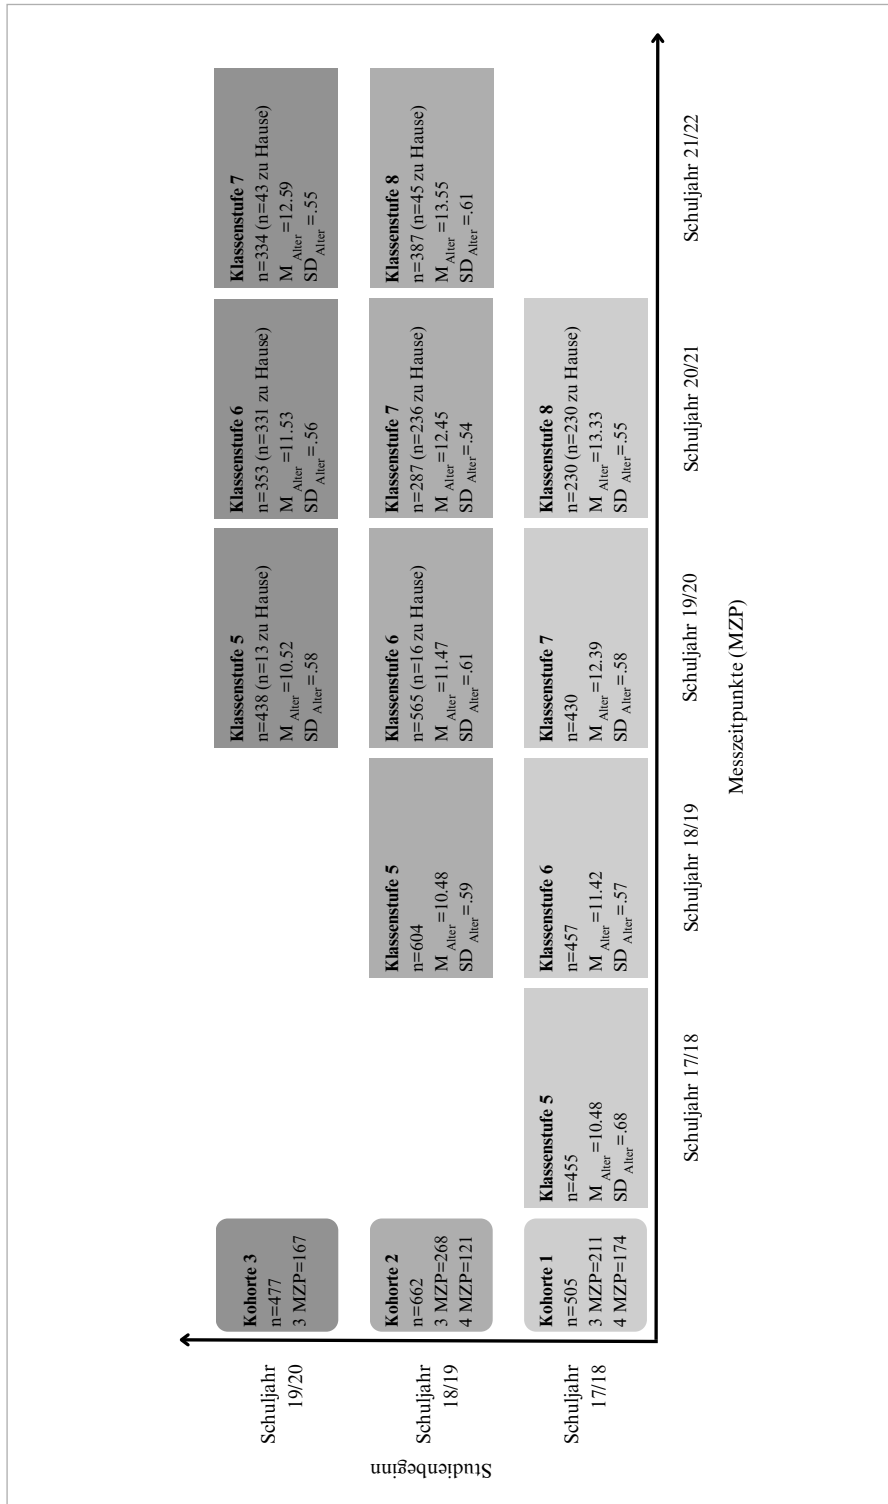 Studienbeginn
Schuljahr
19/20
Kohorte 3
n=477
3 MZP=167
Klassenstufe 5
n=438 (n=13 zu Hause)
M Alter =10.52
SD Alter =.58
Klassenstufe 6
n=353 (n=331 zu Hause)
M Alter =11.53
SD Alter =.56
Klassenstufe 7
n=334 (n=43 zu Hause)
M Alter =12.59
SD Alter =.55
Schuljahr
18/19
Kohorte 2
n=662
3 MZP=268
4 MZP=121
Klassenstufe 5
n=604
M Alter =10.48
SD Alter =.59
Klassenstufe 6
n=565 (n=16 zu Hause)
M Alter =11.47
SD Alter =.61
Klassenstufe 7
n=287 (n=236 zu Hause)
M Alter =12.45
SD Alter =.54
Klassenstufe 8
n=387 (n=45 zu Hause)
M Alter =13.55
SD Alter =.61
Schuljahr
17/18
Kohorte 1
n=505
3 MZP=211
4 MZP=174
Klassenstufe 5
n=455
M Alter =10.48
SD Alter =.68
Klassenstufe 6
n=457
M Alter =11.42
SD Alter =.57
Klassenstufe 7
n=430
M Alter =12.39
SD Alter =.58
Klassenstufe 8
n=230 (n=230 zu Hause)
M Alter =13.33
SD Alter =.55
Schuljahr 17/18
Schuljahr 18/19
Schuljahr 19/20
Schuljahr 20/21
Schuljahr 21/22
Messzeitpunkte (MZP)